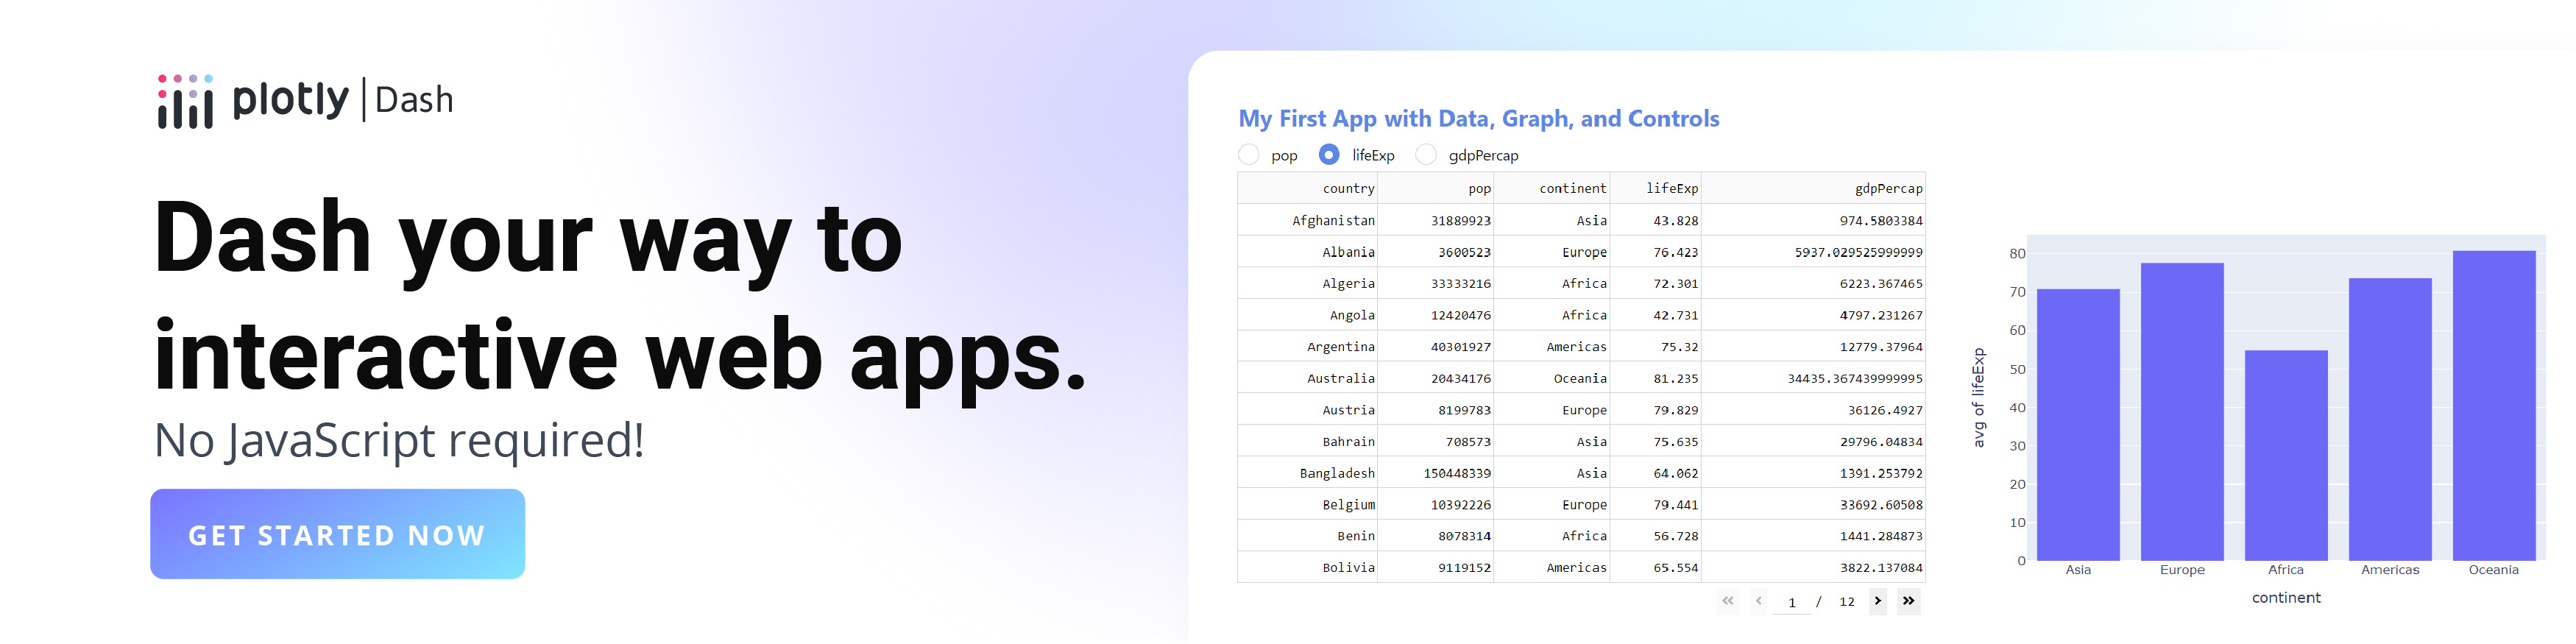 plotly | Dash
Dash your way to
interactive web apps.
No JavaScript required!
GET STARTED NOW
My First App with Data, Graph, and Controls
pop lifeExp gdpPercap
country pop continent lifeExp gdpPercap
Afghanistan 31889923 Asia 43.828 974.5803384
Albania 3600523 Europe 76.423 5937.029525999999
Algeria 33333216 Africa 72.301 6223.367465
Angola 12420476 Africa 42.731 4797.231267
Argentina 40301927 Americas 75.32 12779.37964
Australia 20434176 Oceania 81.235 34435.367439999995
Austria 8199783 Europe 79.829 36126.4927
Bahrain 708573 Asia 75.635 29796.04834
Bangladesh 150448339 Asia 64.062 1391.253792
Belgium 10392226 Europe 79.441 33692.60508
Benin 8078314 Africa 56.728 1441.284873
Bolivia 9119152 Americas 65.554 3822.137084
1 / 12
avg of lifeExp
80
70
60
50
40
30
20
10
0
Asia Europe Africa Americas Oceania
continent